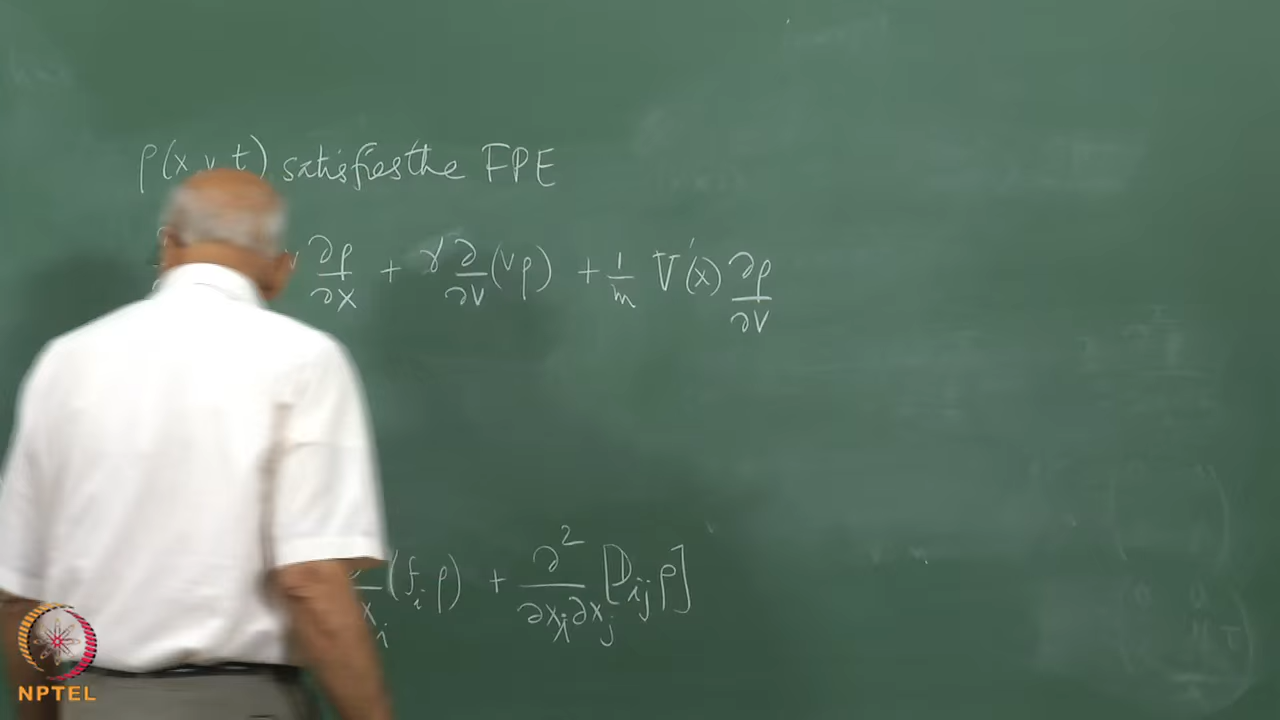 ρ(x, v, t) satisfies the FPE
v ∂ρ/∂x + γ ∂/∂v (vρ) + 1/m V'(x) ∂ρ/∂v
(f_i ρ) + ∂²/∂x_i∂x_j [D_ij ρ]
NPTEL